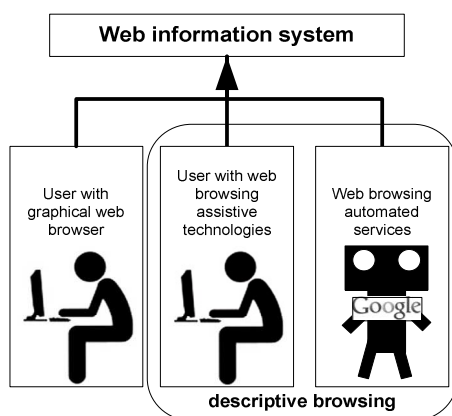 Web information system
User with
graphical web
browser
User with web
browsing
assistive
technologies
Web browsing
automated
services
Google
descriptive browsing